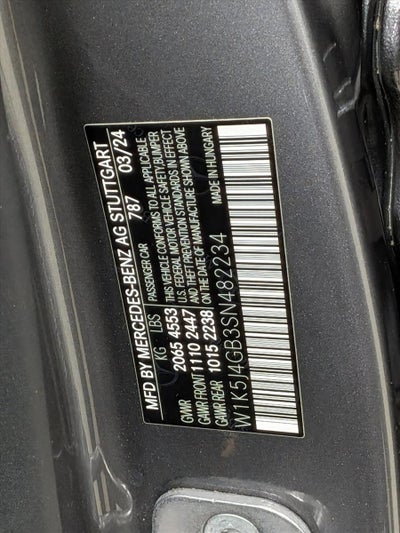 MFD BY MERCEDES-BENZ AG STUTTGART
787 03/24
KG LBS PASSENGER CAR
GVWR 2065 4553 THIS VEHICLE CONFORMS TO ALL APPLICABLE
GAWR FRONT 1110 2447 U.S. FEDERAL MOTOR VEHICLE SAFETY, BUMPER
GAWR REAR 1015 2238 AND THEFT PREVENTION STANDARDS IN EFFECT
ON THE DATE OF MANUFACTURE SHOWN ABOVE
MADE IN HUNGARY
W1K5J4GB3SN482234